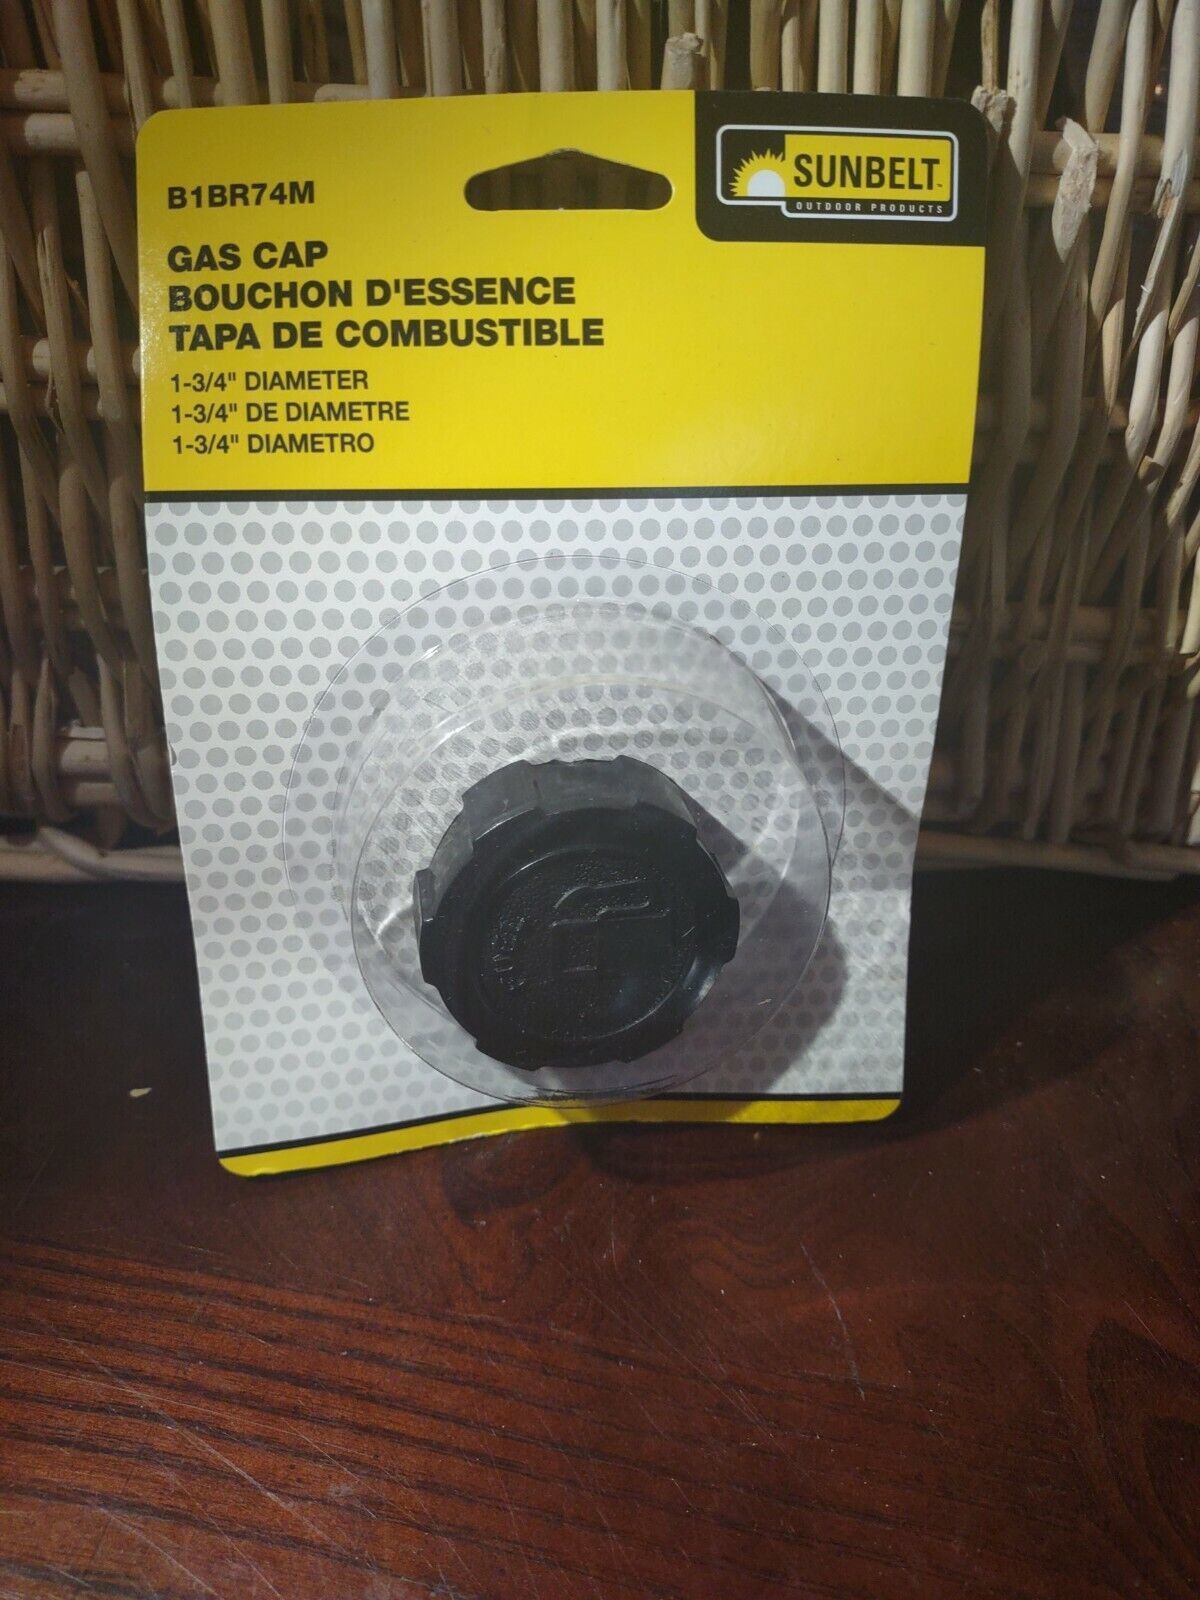 SUNBELT™
OUTDOOR PRODUCTS
B1BR74M
GAS CAP
BOUCHON D'ESSENCE
TAPA DE COMBUSTIBLE
1-3/4" DIAMETER
1-3/4" DE DIAMETRE
1-3/4" DIAMETRO